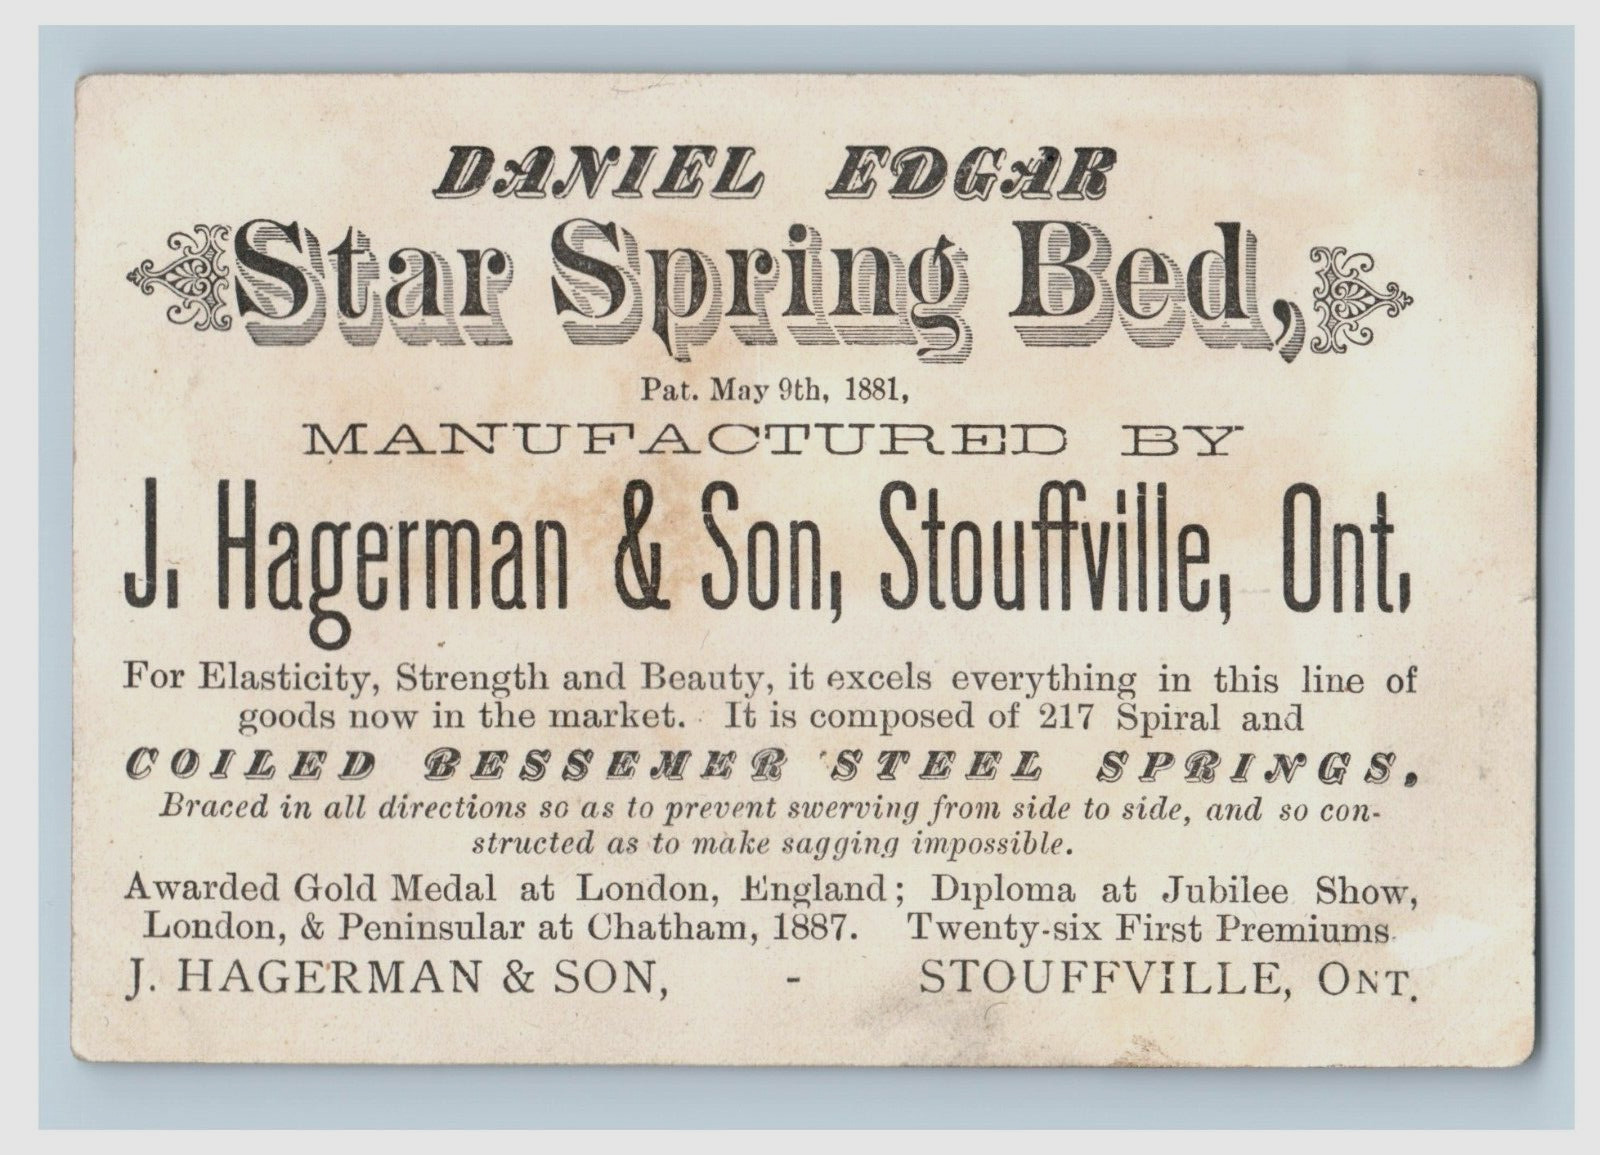 DANIEL EDGAR
Star Spring Bed,
Pat. May 9th, 1881,
MANUFACTURED BY
J. Hagerman & Son, Stouffville, Ont.
For Elasticity, Strength and Beauty, it excels everything in this line of
goods now in the market. It is composed of 217 Spiral and
COILED BESSEMER STEEL SPRINGS.
Braced in all directions so as to prevent swerving from side to side, and so con-
structed as to make sagging impossible.
Awarded Gold Medal at London, England; Diploma at Jubilee Show,
London, & Peninsular at Chatham, 1887. Twenty-six First Premiums
J. HAGERMAN & SON, - STOUFFVILLE, ONT.